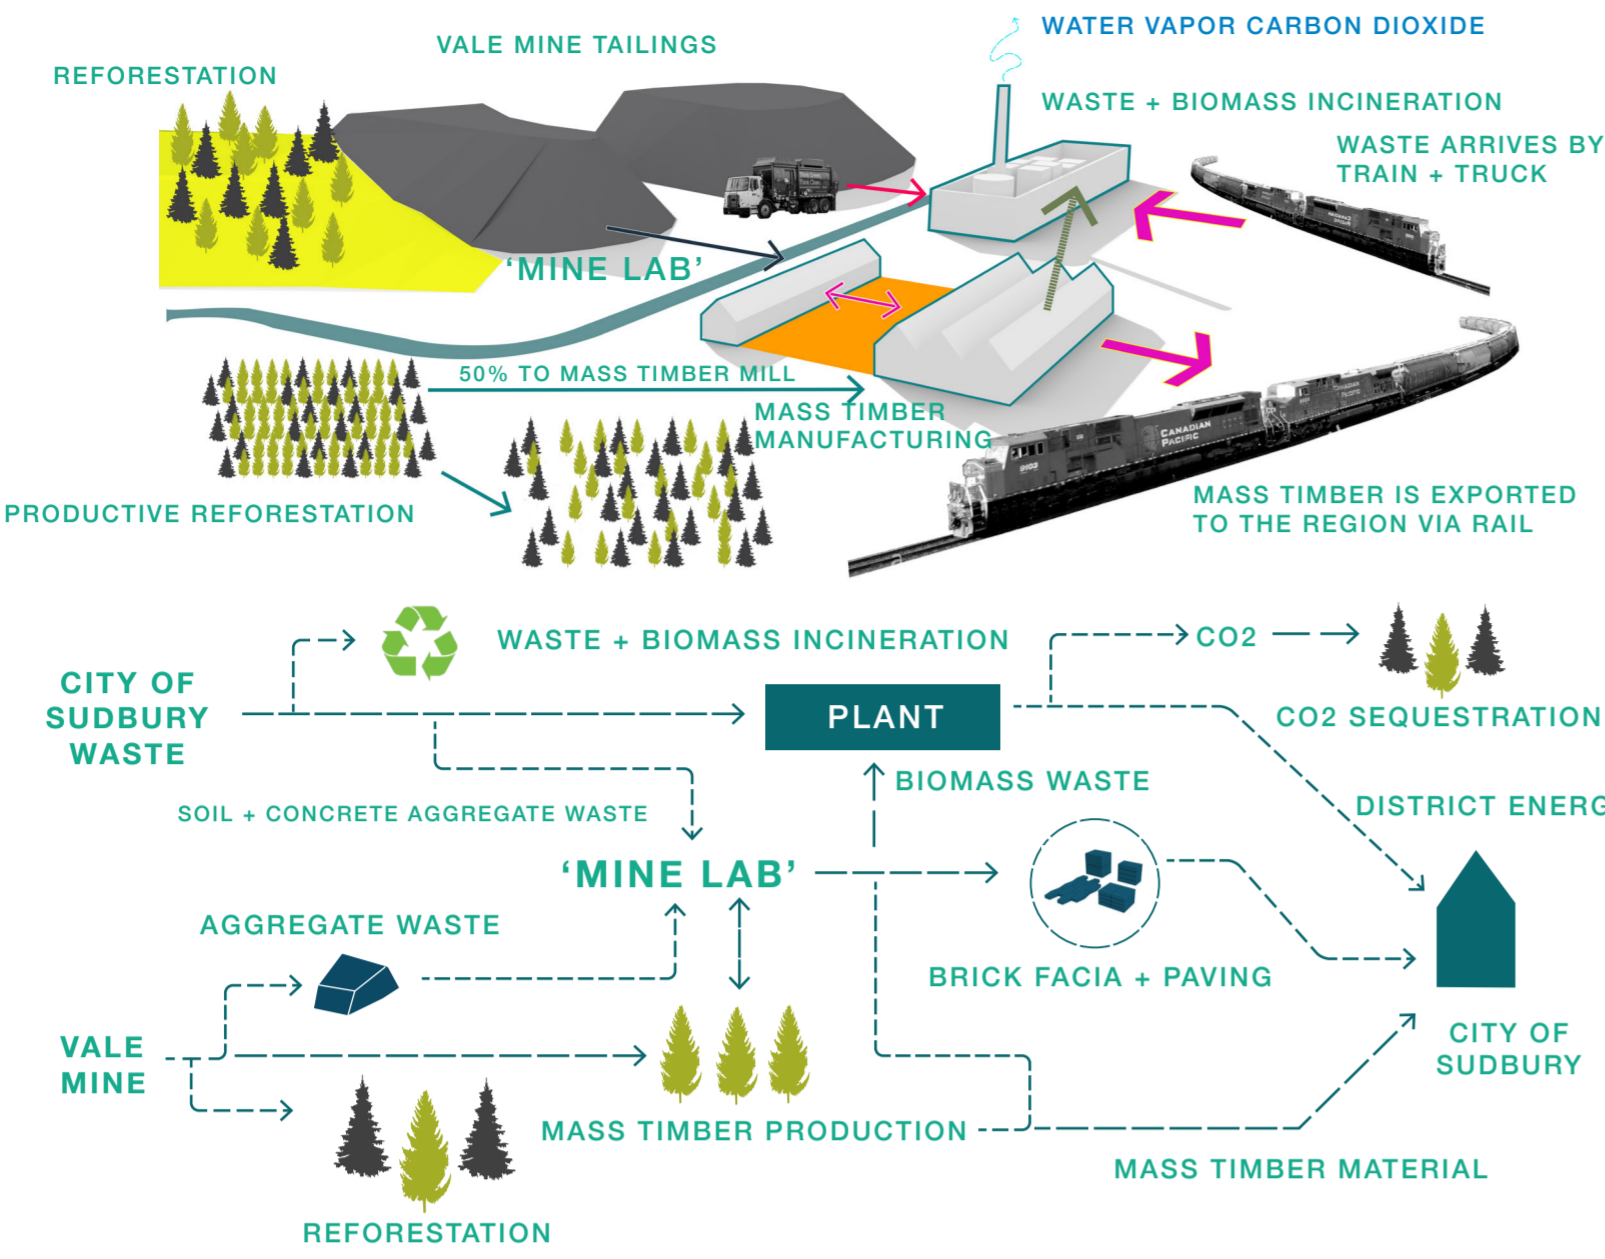 WATER VAPOR CARBON DIOXIDE
VALE MINE TAILINGS
REFORESTATION
WASTE + BIOMASS INCINERATION
WASTE ARRIVES BY
TRAIN + TRUCK
‘MINE LAB’
50% TO MASS TIMBER MILL
MASS TIMBER
MANUFACTURING
CANADIAN
PACIFIC
9103
CANADIAN
PACIFIC
PRODUCTIVE REFORESTATION
MASS TIMBER IS EXPORTED
TO THE REGION VIA RAIL
WASTE + BIOMASS INCINERATION
CO2
CITY OF
SUDBURY
WASTE
PLANT
CO2 SEQUESTRATION
BIOMASS WASTE
SOIL + CONCRETE AGGREGATE WASTE
DISTRICT ENERG
‘MINE LAB’
AGGREGATE WASTE
BRICK FACIA + PAVING
VALE
MINE
CITY OF
SUDBURY
MASS TIMBER PRODUCTION
MASS TIMBER MATERIAL
REFORESTATION